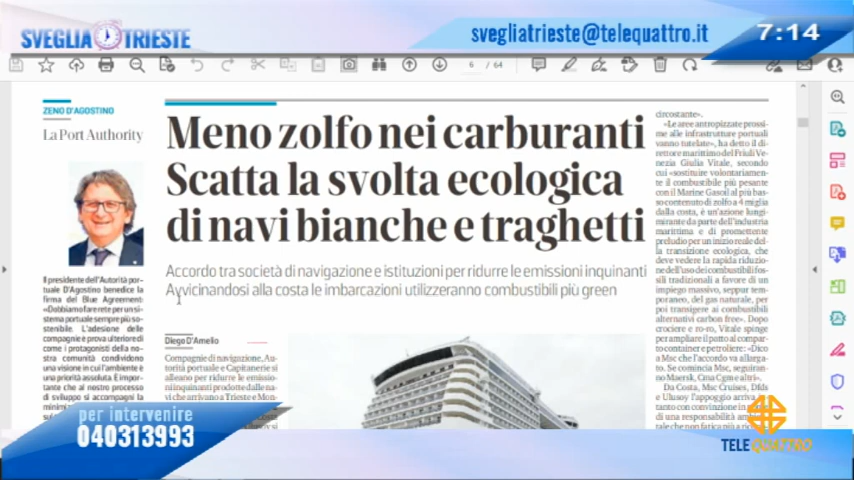 SVEGLIA TRIESTE
svegliatrieste@telequattro.it
7:14
6 / 64
ZENO D'AGOSTINO
La Port Authority
Il presidente dell'Autorità por-
tuale D'Agostino benedice la
firma del Blue Agreement:
«Dobbiamo fare rete per un si-
stema portuale sempre più so-
stenibile. L'adesione delle
compagnie è prova ulteriore di
come i protagonisti della no-
stra comunità condividono
una visione in cui l'ambiente è
una priorità assoluta. È impor-
tante che al nostro processo
di sviluppo si accompagni la
Meno zolfo nei carburanti
Scatta la svolta ecologica
di navi bianche e traghetti
Accordo tra società di navigazione e istituzioni per ridurre le emissioni inquinanti
Avvicinandosi alla costa le imbarcazioni utilizzeranno combustibili più green
Diego D'Amelio
Compagnie di navigazione, Au-
torità portuale e Capitanerie si
alleano per ridurre le emissio-
ni inquinanti prodotte dalle na-
vi che arrivano a Trieste e Mon-
circostante».
«Le aree antropizzate prossi-
me alle infrastrutture portuali
vanno tutelate», ha detto il di-
rettore marittimo del Friuli Ve-
nezia Giulia Vitale, secondo
cui «sostituire volontariamen-
te il combustibile più pesante
con il Marine Gasoil al più bas-
so contenuto di zolfo a 4 miglia
dalla costa, è un'azione lungi-
mirante da parte dell'industria
marittima e di promettente
preludio per un inizio reale del-
la transizione ecologica, che
deve vedere la rapida riduzio-
ne dell'uso dei combustibili fos-
sili tradizionali a favore di un
impiego massivo, seppur tem-
poraneo, del gas naturale, per
poi transigere ai combustibili
alternativi carbon free». Dopo
crociere e ro-ro, Vitale spinge
per ampliare il patto al compar-
to container e petroliere: «Dico
a Msc che l'accordo va allarga-
to. Se comincia Msc, seguiran-
no Maersk, Cma Cgm e altri».
Da Costa, Msc Cruises, Dfds
e Ulusoy l'appoggio arriva in-
tanto con convinzione in
di una responsabilità
tale che non fatica più a
per intervenire
040313993
TELEQUATTRO